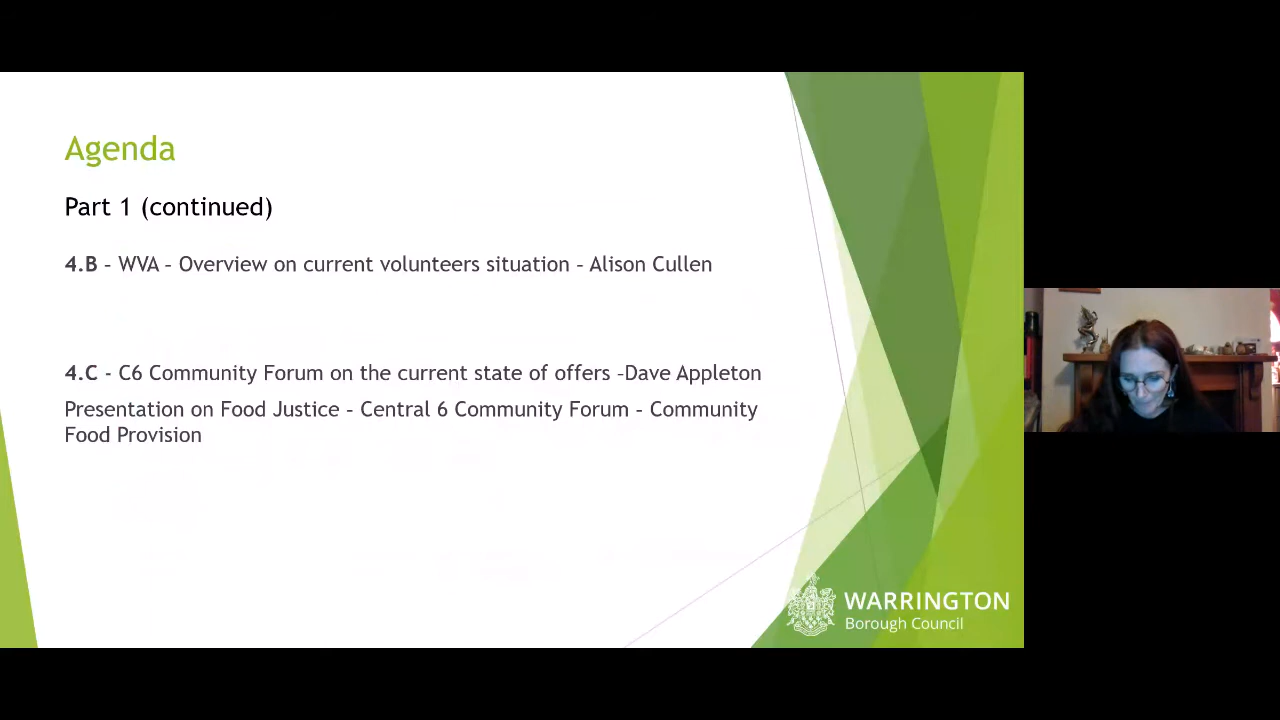 Agenda
Part 1 (continued)
4.B – WVA – Overview on current volunteers situation – Alison Cullen
4.C - C6 Community Forum on the current state of offers –Dave Appleton
Presentation on Food Justice – Central 6 Community Forum – Community
Food Provision
WARRINGTON
Borough Council